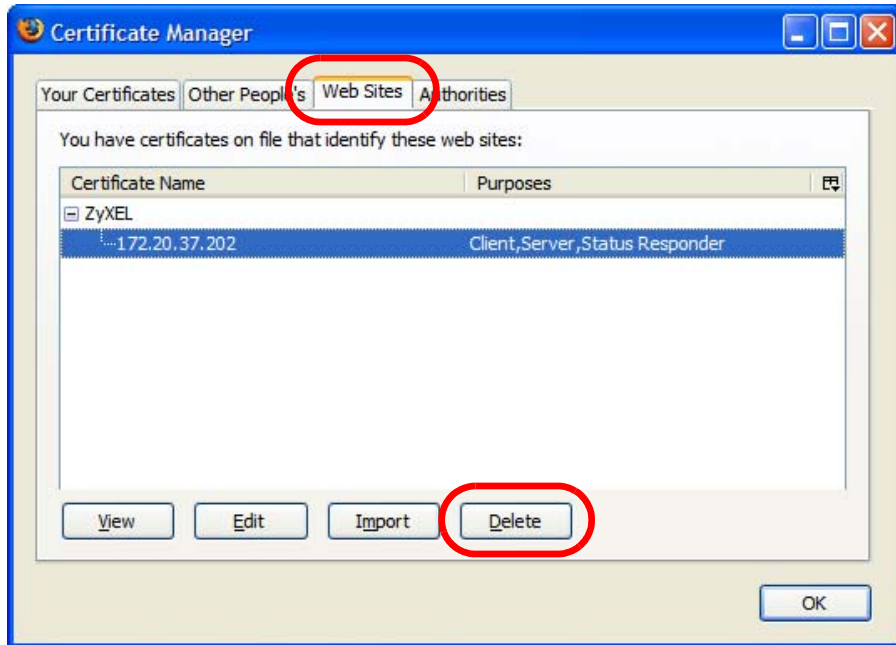 Certificate Manager
Your Certificates Other People's Web Sites Authorities
You have certificates on file that identify these web sites:
Certificate Name Purposes
ZyXEL
172.20.37.202 Client,Server,Status Responder
View Edit Import Delete
OK